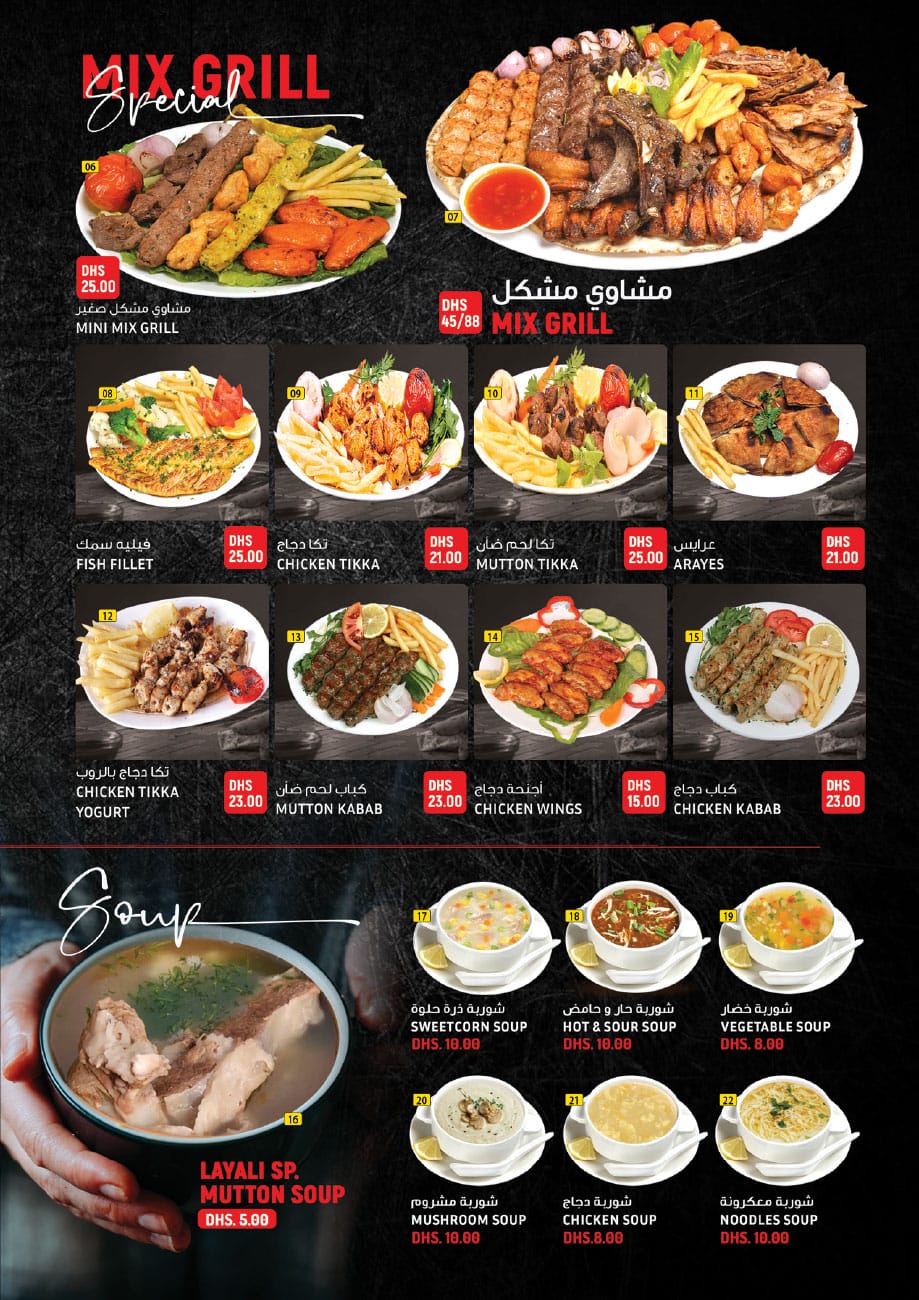 MIX GRILL
Special
06
DHS
25.00
مشاوي مشكل صغير
MINI MIX GRILL
07
DHS
45/88
مشاوي مشكل
MIX GRILL
08
فيليه سمك
FISH FILLET
DHS
25.00
09
تكا دجاج
CHICKEN TIKKA
DHS
21.00
10
تكا لحم ضأن
MUTTON TIKKA
DHS
25.00
11
عرايس
ARAYES
DHS
21.00
12
تكا دجاج بالروب
CHICKEN TIKKA
YOGURT
DHS
23.00
13
كباب لحم ضأن
MUTTON KABAB
DHS
23.00
14
أجنحة دجاج
CHICKEN WINGS
DHS
15.00
15
كباب دجاج
CHICKEN KABAB
DHS
23.00
Soup
16
LAYALI SP.
MUTTON SOUP
DHS. 5.00
17
شوربة ذرة حلوة
SWEETCORN SOUP
DHS. 10.00
18
شوربة حار و حامض
HOT & SOUR SOUP
DHS. 10.00
19
شوربة خضار
VEGETABLE SOUP
DHS. 8.00
20
شوربة مشروم
MUSHROOM SOUP
DHS. 10.00
21
شوربة دجاج
CHICKEN SOUP
DHS.8.00
22
شوربة معكرونة
NOODLES SOUP
DHS. 10.00